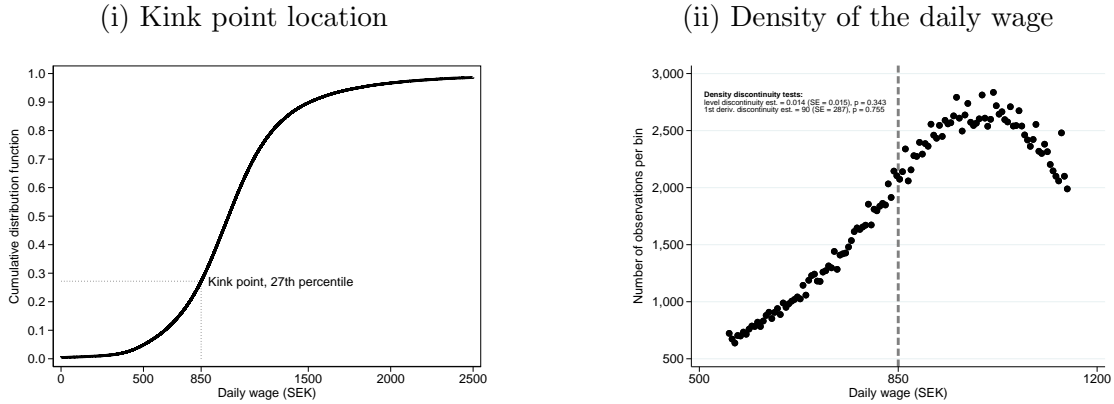 (i) Kink point location
Cumulative distribution function
1.0
0.9
0.8
0.7
0.6
0.5
0.4
0.3
0.2
0.1
0.0
Kink point, 27th percentile
0 500 850 1500 2000 2500
Daily wage (SEK)
(ii) Density of the daily wage
Number of observations per bin
3,000
2,500
2,000
1,500
1,000
500
Density discontinuity tests:
level discontinuity est. = 0.014 (SE = 0.015), p = 0.343
1st deriv. discontinuity est. = 90 (SE = 287), p = 0.755
500 850 1200
Daily wage (SEK)